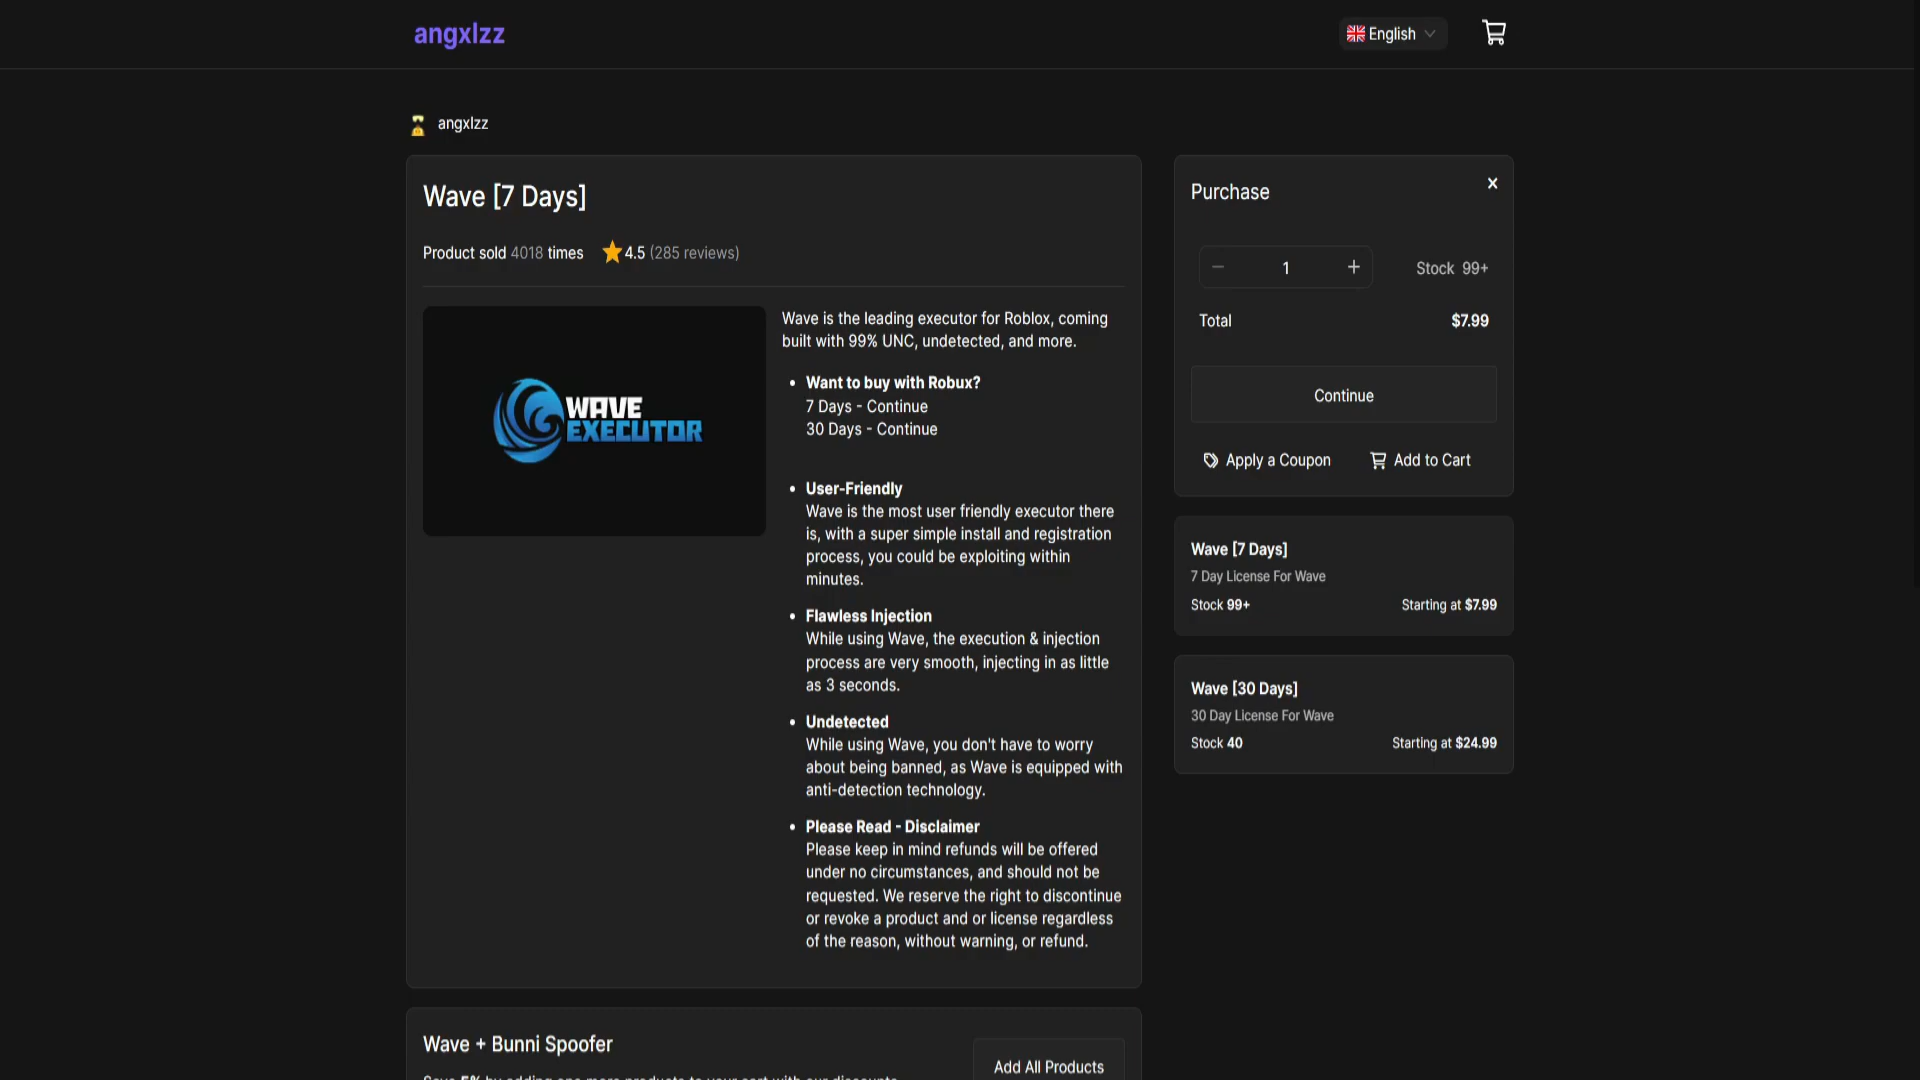 angxlzz
English
angxlzz
Wave [7 Days]
Product sold 4018 times
4.5 (285 reviews)
WAVE
EXECUTOR
Wave is the leading executor for Roblox, coming
built with 99% UNC, undetected, and more.
• Want to buy with Robux?
7 Days - Continue
30 Days - Continue
• User-Friendly
Wave is the most user friendly executor there
is, with a super simple install and registration
process, you could be exploiting within
minutes.
• Flawless Injection
While using Wave, the execution & injection
process are very smooth, injecting in as little
as 3 seconds.
• Undetected
While using Wave, you don't have to worry
about being banned, as Wave is equipped with
anti-detection technology.
• Please Read - Disclaimer
Please keep in mind refunds will be offered
under no circumstances, and should not be
requested. We reserve the right to discontinue
or revoke a product and or license regardless
of the reason, without warning, or refund.
Wave + Bunni Spoofer
Add All Products
Purchase
1
Stock 99+
Total
$7.99
Continue
Apply a Coupon
Add to Cart
Wave [7 Days]
7 Day License For Wave
Stock 99+
Starting at $7.99
Wave [30 Days]
30 Day License For Wave
Stock 40
Starting at $24.99